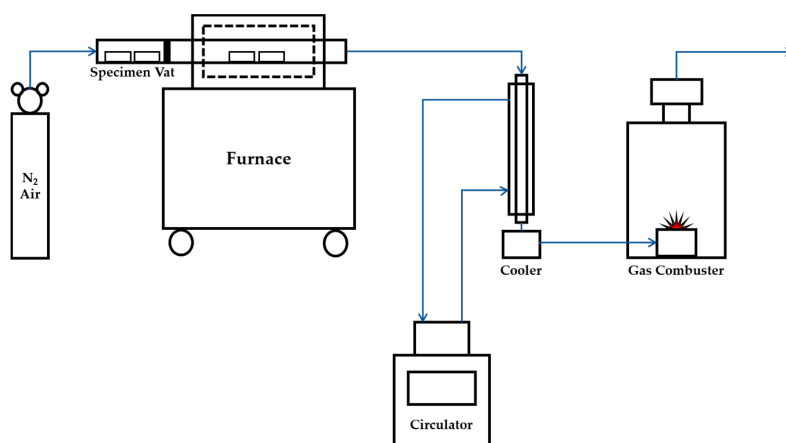 Specimen Vat
Furnace
N₂
Air
Cooler
Gas Combuster
Circulator